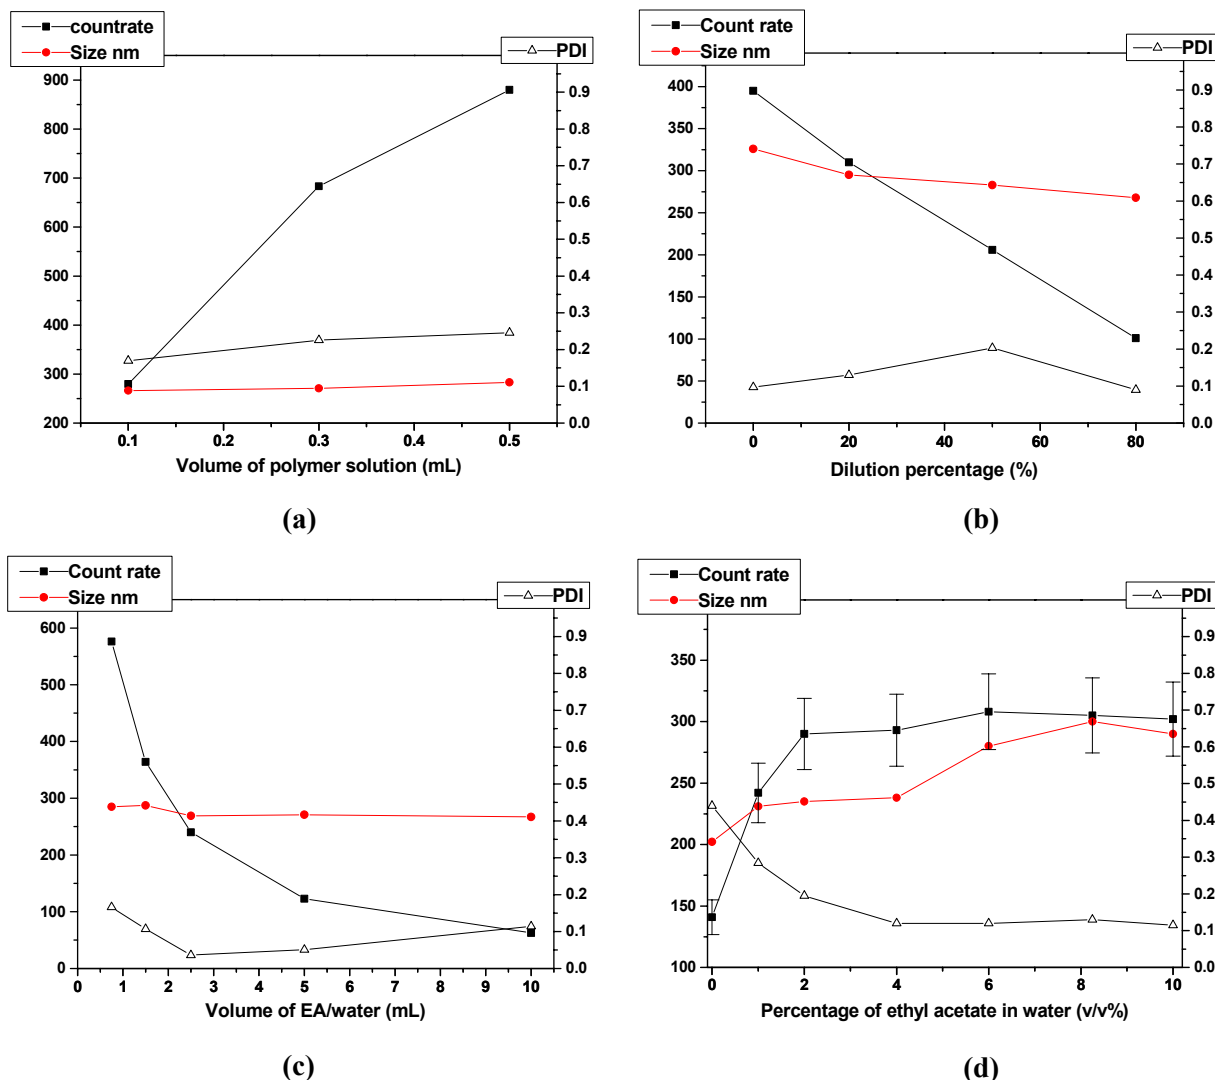 countrate
Size nm
PDI
900
800
700
600
500
400
300
200
0.9
0.8
0.7
0.6
0.5
0.4
0.3
0.2
0.1
0.0
0.1 0.2 0.3 0.4 0.5
Volume of polymer solution (mL)
(a)
Count rate
Size nm
PDI
400
350
300
250
200
150
100
50
0
0.9
0.8
0.7
0.6
0.5
0.4
0.3
0.2
0.1
0.0
0 20 40 60 80
Dilution percentage (%)
(b)
Count rate
Size nm
PDI
600
500
400
300
200
100
0
0.9
0.8
0.7
0.6
0.5
0.4
0.3
0.2
0.1
0.0
0 1 2 3 4 5 6 7 8 9 10
Volume of EA/water (mL)
(c)
Count rate
Size nm
PDI
350
300
250
200
150
100
0.9
0.8
0.7
0.6
0.5
0.4
0.3
0.2
0.1
0.0
0 2 4 6 8 10
Percentage of ethyl acetate in water (v/v%)
(d)